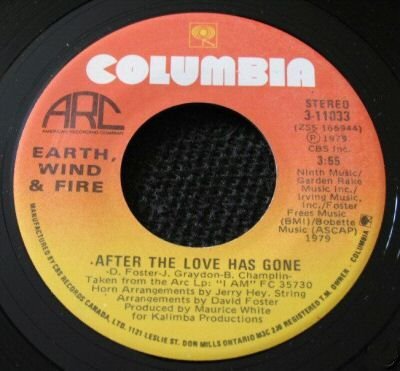 COLUMBIA
ARC
AMERICAN RECORDING COMPANY
STEREO
3-11033
(ZSS 166944)
Ⓟ 1979
CBS Inc.
3:55
EARTH,
WIND
& FIRE
Ninth Music/
Garden Rake
Music Inc./
Irving Music,
Inc./Foster
Frees Music
(BMI)/Bobette
Music (ASCAP)
1979
.AFTER THE LOVE HAS GONE
-D. Foster-J. Graydon-B. Champlin-
Taken from the Arc Lp: "I AM" FC 35730
Horn Arrangements by Jerry Hey, String
Arrangements by David Foster
Produced by Maurice White
for Kalimba Productions
MANUFACTURED BY CBS RECORDS CANADA, LTD. 1121 LESLIE ST. DON MILLS ONTARIO M3C 2J9 REGISTERED T.M. OWNER COLUMBIA